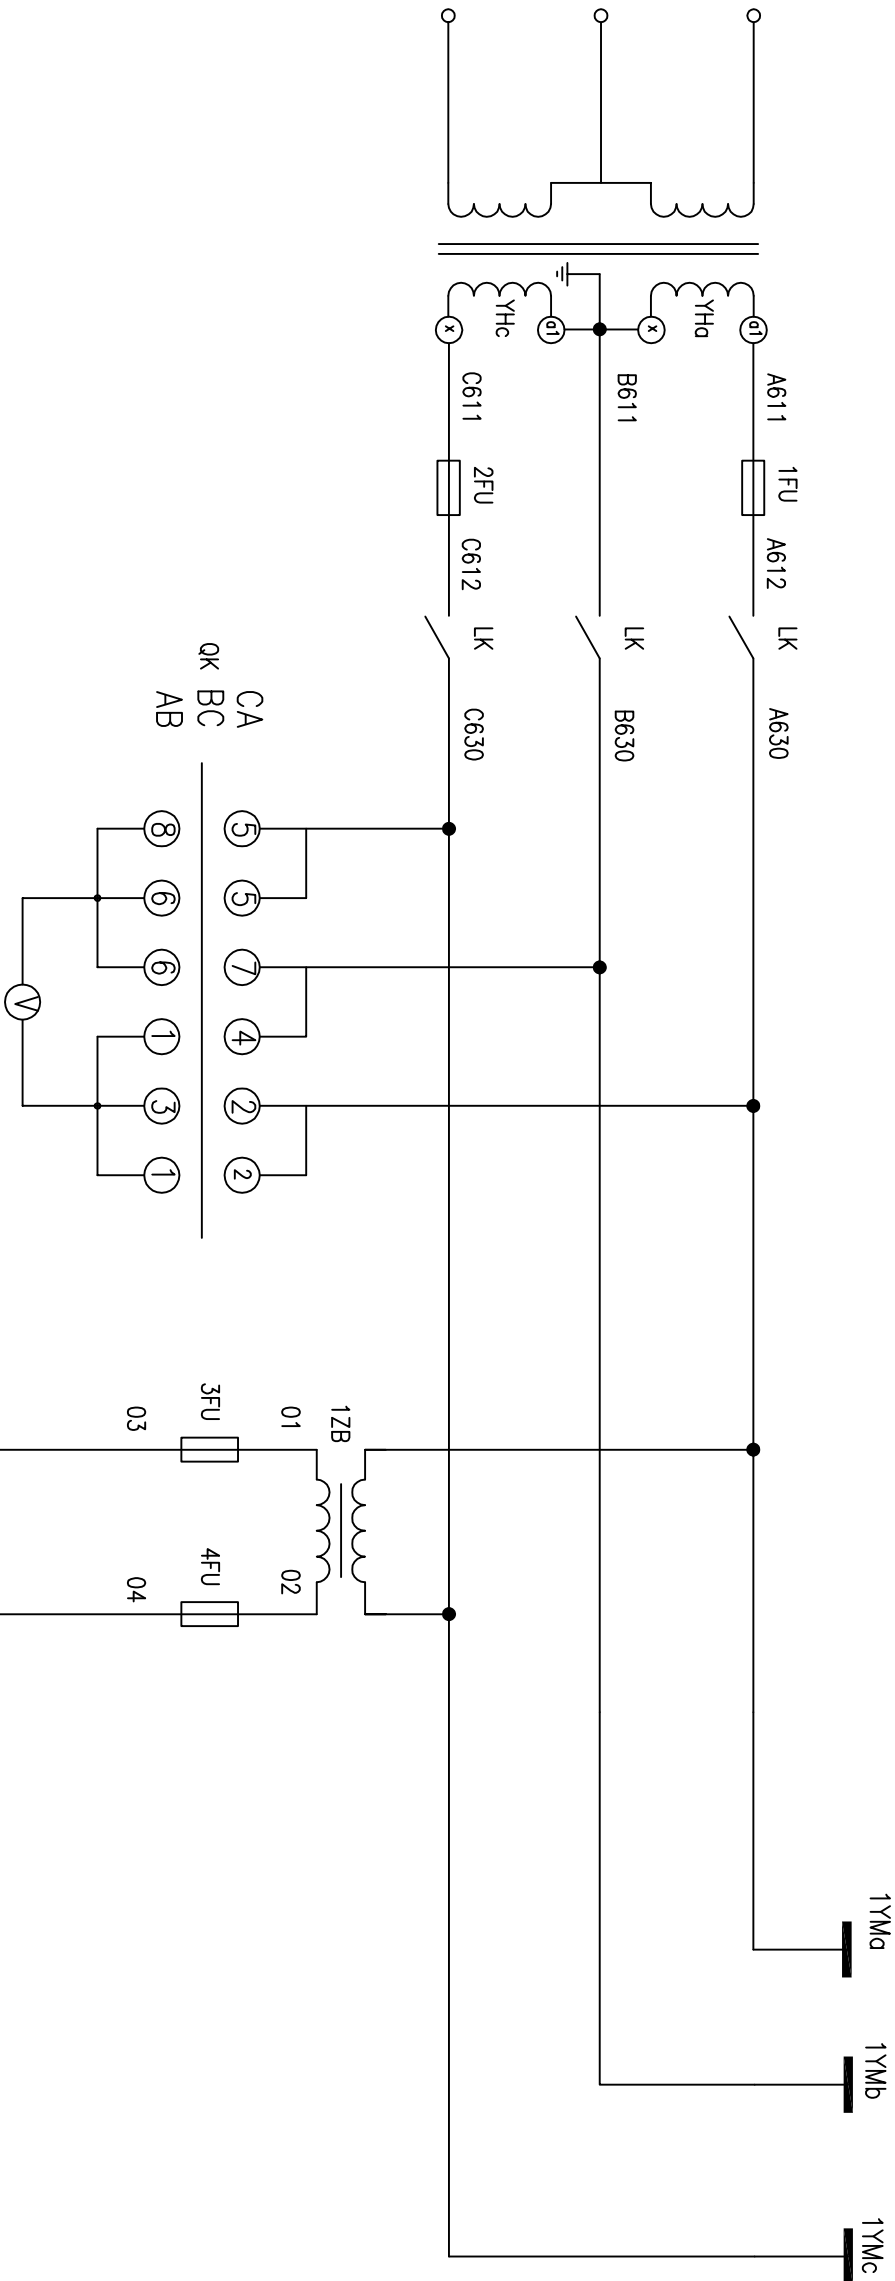 1YMa
1YMb
1YMc
A611
1FU
A612
LK
A630
a1
YHa
x
B611
LK
B630
a1
YHc
x
C611
2FU
C612
LK
C630
1ZB
01
02
CA
QK BC
AB
5 5 7 4 2 2
8 6 6 1 3 1
3FU
4FU
03
04
V